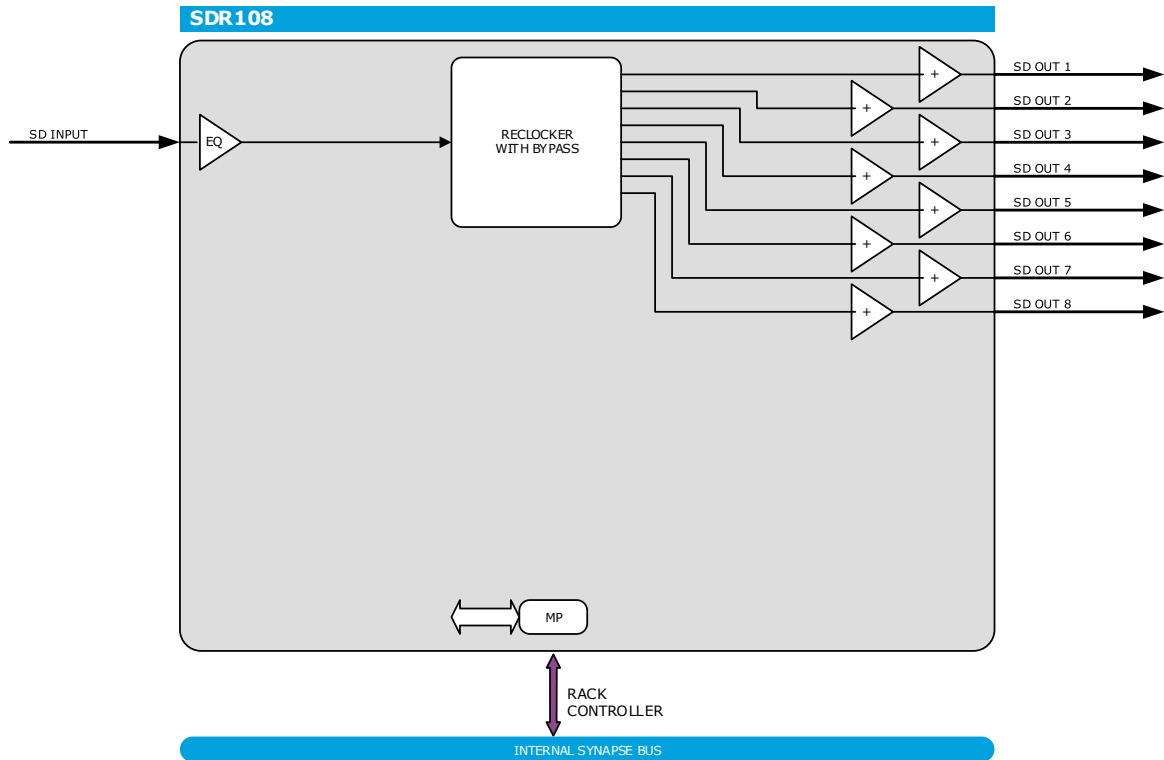 SDR108
SD INPUT
EQ
RECLOCKER
WITH BYPASS
+
SD OUT 1
+
SD OUT 2
+
SD OUT 3
+
SD OUT 4
+
SD OUT 5
+
SD OUT 6
+
SD OUT 7
+
SD OUT 8
MP
RACK
CONTROLLER
INTERNAL SYNAPSE BUS